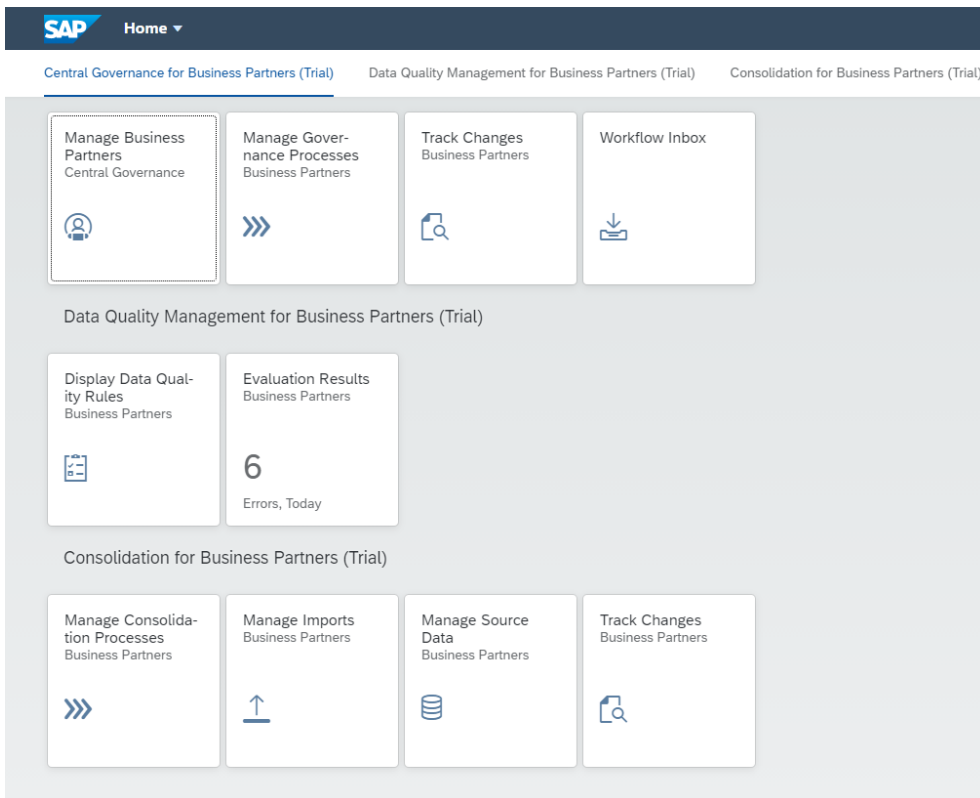 SAP Home
Central Governance for Business Partners (Trial) Data Quality Management for Business Partners (Trial) Consolidation for Business Partners (Trial)
Manage Business
Partners
Central Governance
Manage Gover-
nance Processes
Business Partners
Track Changes
Business Partners
Workflow Inbox
Data Quality Management for Business Partners (Trial)
Display Data Qual-
ity Rules
Business Partners
Evaluation Results
Business Partners
6
Errors, Today
Consolidation for Business Partners (Trial)
Manage Consolida-
tion Processes
Business Partners
Manage Imports
Business Partners
Manage Source
Data
Business Partners
Track Changes
Business Partners